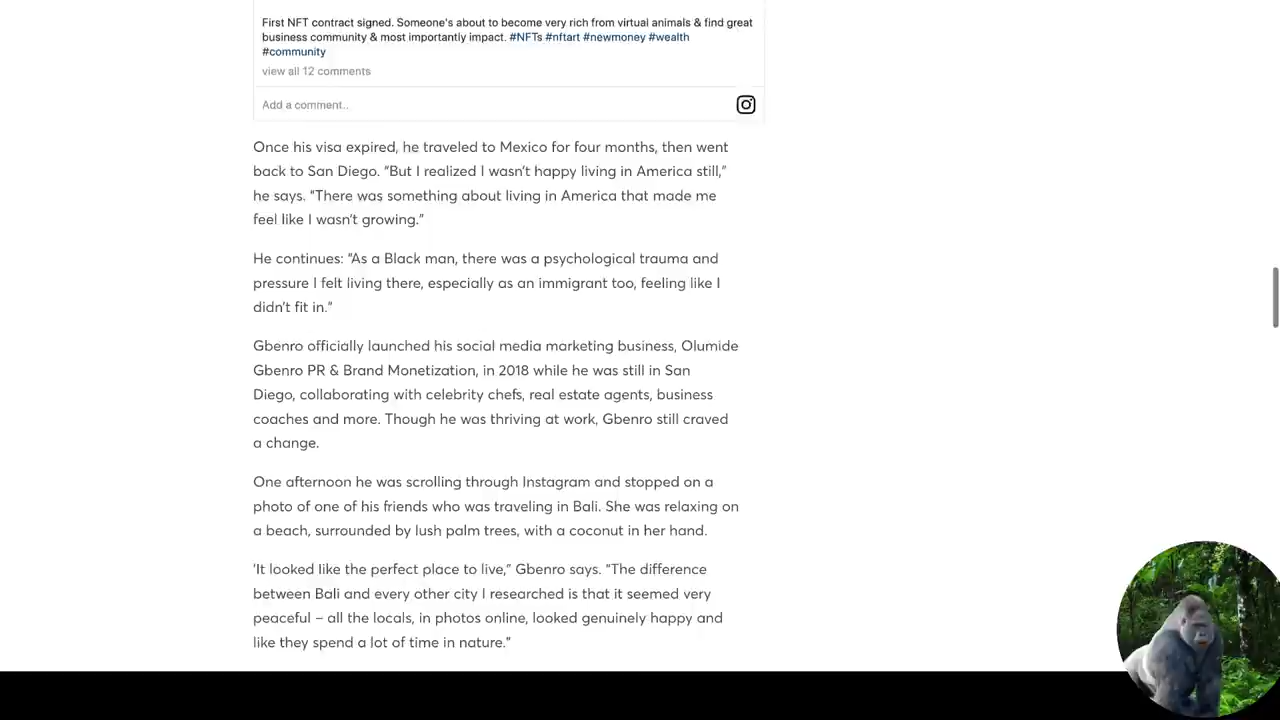 First NFT contract signed. Someone's about to become very rich from virtual animals & find great
business community & most importantly impact. #NFTs #nftart #newmoney #wealth
#community
view all 12 comments
Add a comment..
Once his visa expired, he traveled to Mexico for four months, then went
back to San Diego. “But I realized I wasn’t happy living in America still,”
he says. “There was something about living in America that made me
feel like I wasn’t growing.”
He continues: “As a Black man, there was a psychological trauma and
pressure I felt living there, especially as an immigrant too, feeling like I
didn’t fit in.”
Gbenro officially launched his social media marketing business, Olumide
Gbenro PR & Brand Monetization, in 2018 while he was still in San
Diego, collaborating with celebrity chefs, real estate agents, business
coaches and more. Though he was thriving at work, Gbenro still craved
a change.
One afternoon he was scrolling through Instagram and stopped on a
photo of one of his friends who was traveling in Bali. She was relaxing on
a beach, surrounded by lush palm trees, with a coconut in her hand.
’It looked like the perfect place to live,” Gbenro says. “The difference
between Bali and every other city I researched is that it seemed very
peaceful – all the locals, in photos online, looked genuinely happy and
like they spend a lot of time in nature.”